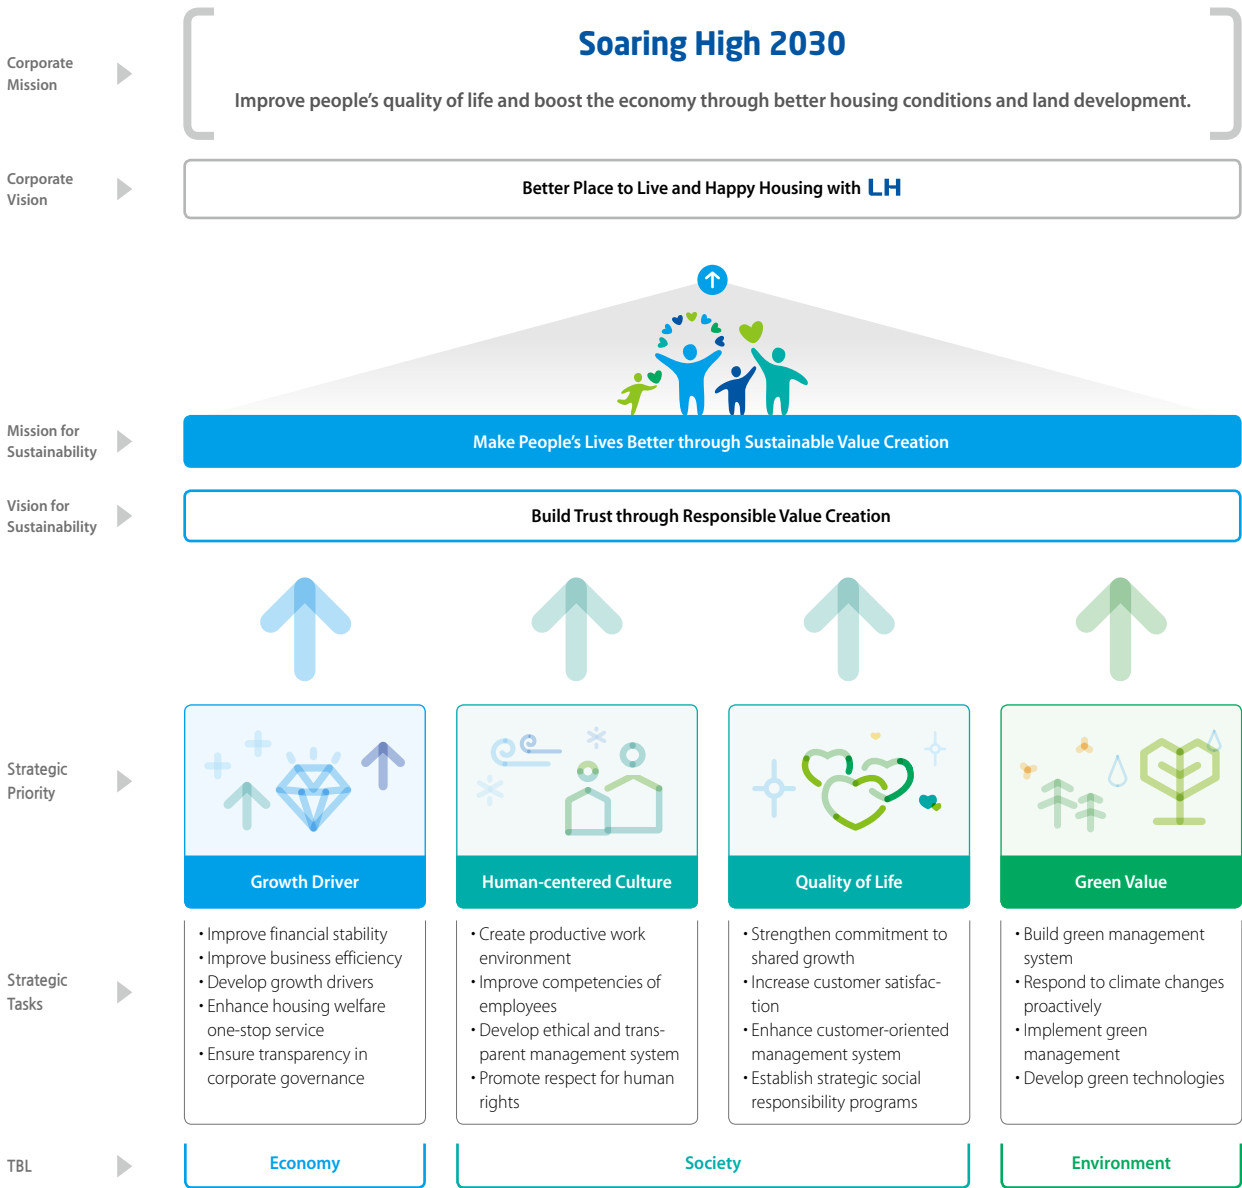 Corporate
Mission
Soaring High 2030
Improve people's quality of life and boost the economy through better housing conditions and land development.
Corporate
Vision
Better Place to Live and Happy Housing with LH
Mission for
Sustainability
Make People's Lives Better through Sustainable Value Creation
Vision for
Sustainability
Build Trust through Responsible Value Creation
Strategic
Priority
Growth Driver
Human-centered Culture
Quality of Life
Green Value
Strategic
Tasks
• Improve financial stability
• Improve business efficiency
• Develop growth drivers
• Enhance housing welfare
one-stop service
• Ensure transparency in
corporate governance
• Create productive work
environment
• Improve competencies of
employees
• Develop ethical and trans-
parent management system
• Promote respect for human
rights
• Strengthen commitment to
shared growth
• Increase customer satisfac-
tion
• Enhance customer-oriented
management system
• Establish strategic social
responsibility programs
• Build green management
system
• Respond to climate changes
proactively
• Implement green
management
• Develop green technologies
TBL
Economy
Society
Environment